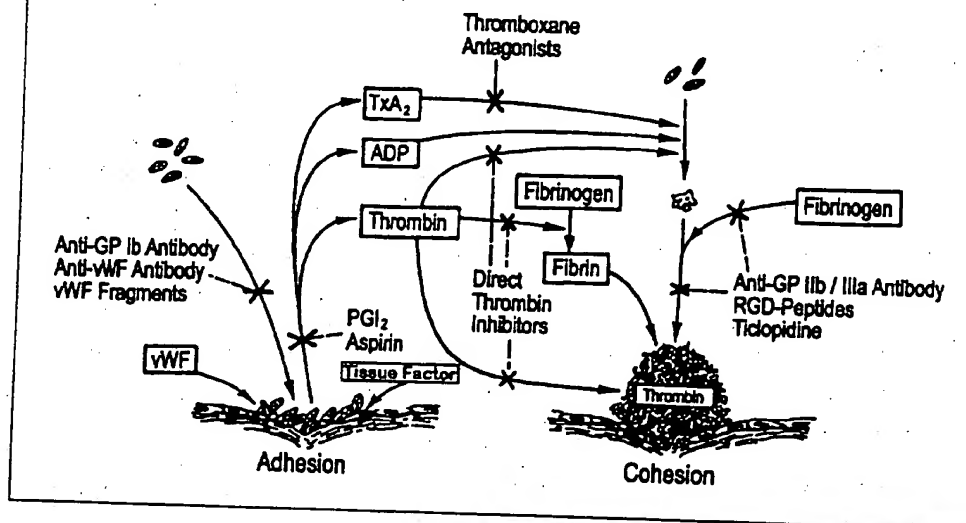 Thromboxane
Antagonists
TxA₂
ADP
Thrombin
Fibrinogen
Fibrin
Fibrinogen
Anti-GP Ib Antibody
Anti-vWF Antibody
vWF Fragments
Direct
Thrombin
Inhibitors
Anti-GP IIb / IIIa Antibody
RGD-Peptides
Ticlopidine
PGI₂
Aspirin
vWF
Tissue Factor
Thrombin
Adhesion
Cohesion